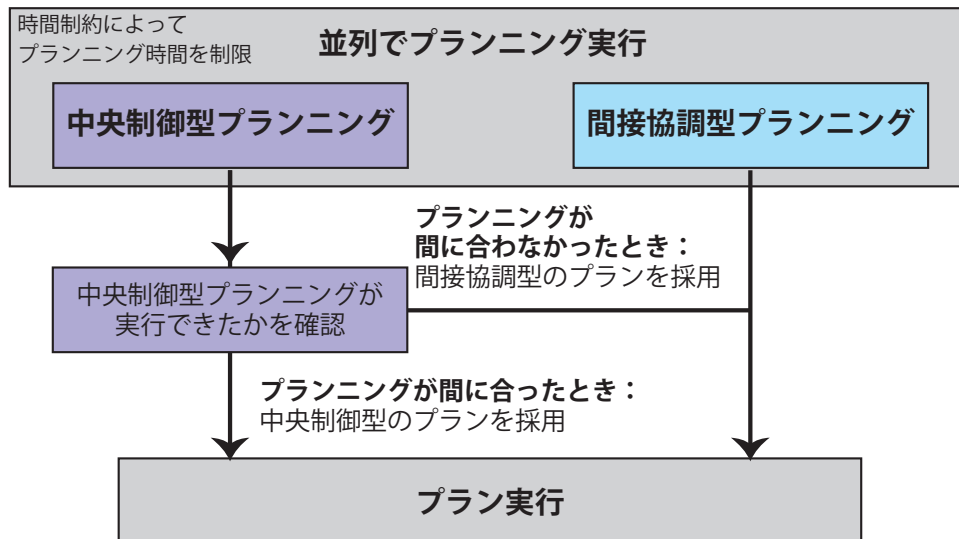 時間制約によって
プランニング時間を制限
並列でプランニング実行
中央制御型プランニング
間接協調型プランニング
プランニングが
間に合わなかったとき：
間接協調型のプランを採用
中央制御型プランニングが
実行できたかを確認
プランニングが間に合ったとき：
中央制御型のプランを採用
プラン実行